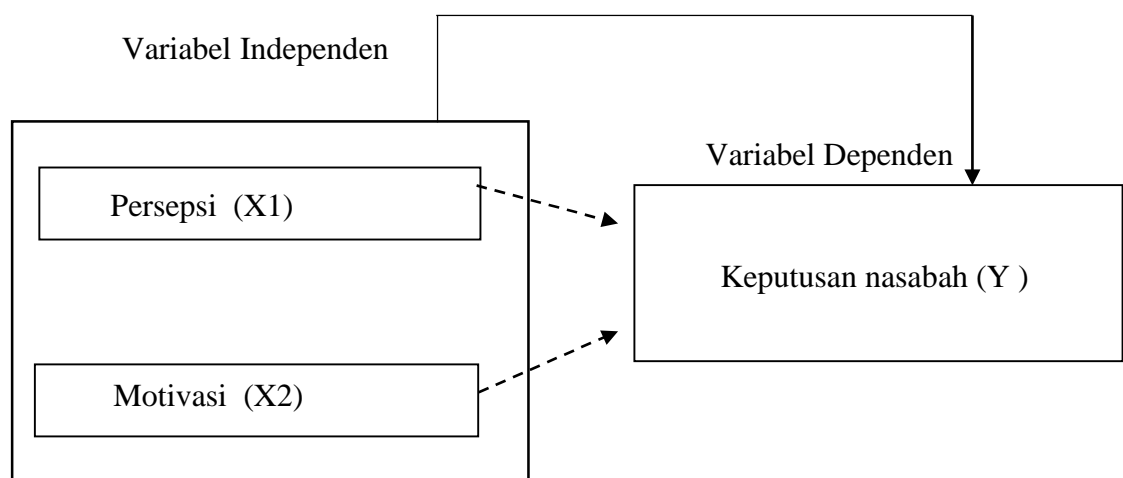 Variabel Independen
Variabel Dependen
Persepsi (X1)
Keputusan nasabah (Y )
Motivasi (X2)